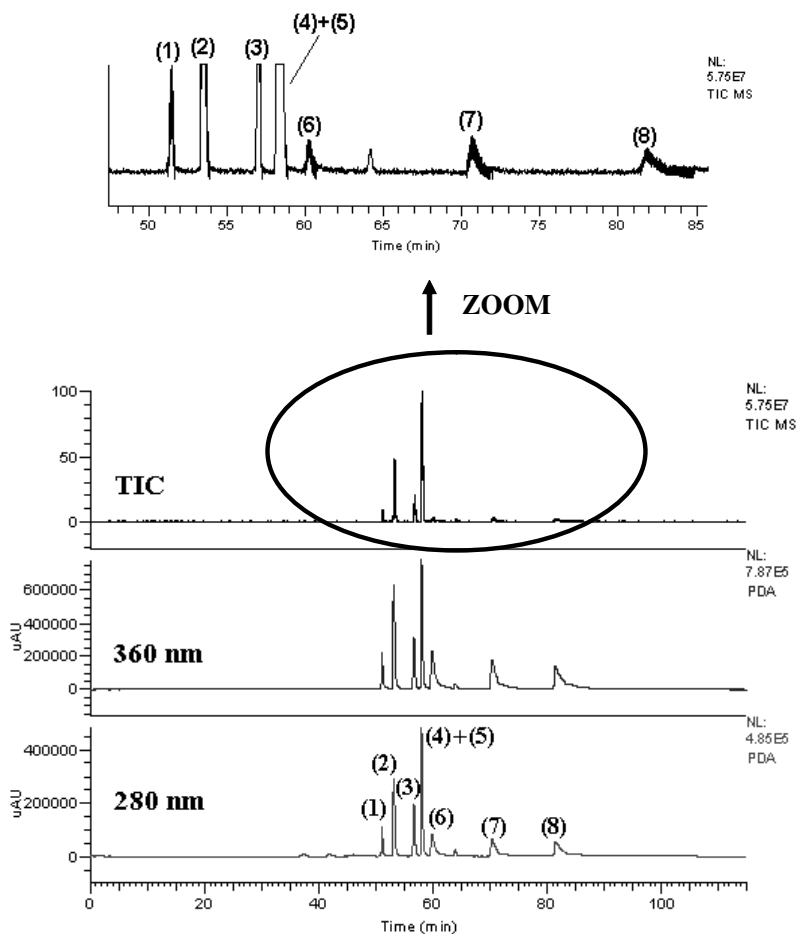 (4)+(5)
(1) (2) (3)
(6) (7) (8)
NL:
5.75E7
TIC MS
50 55 60 65 70 75 80 85
Time (min)
ZOOM
100
50
0
TIC
NL:
5.75E7
TIC MS
600000
400000
200000
0
uAU
360 nm
NL:
7.87E5
PDA
400000
200000
0
uAU
280 nm
(1) (2) (3) (4)+(5) (6) (7) (8)
NL:
4.85E5
PDA
0 20 40 60 80 100
Time (min)